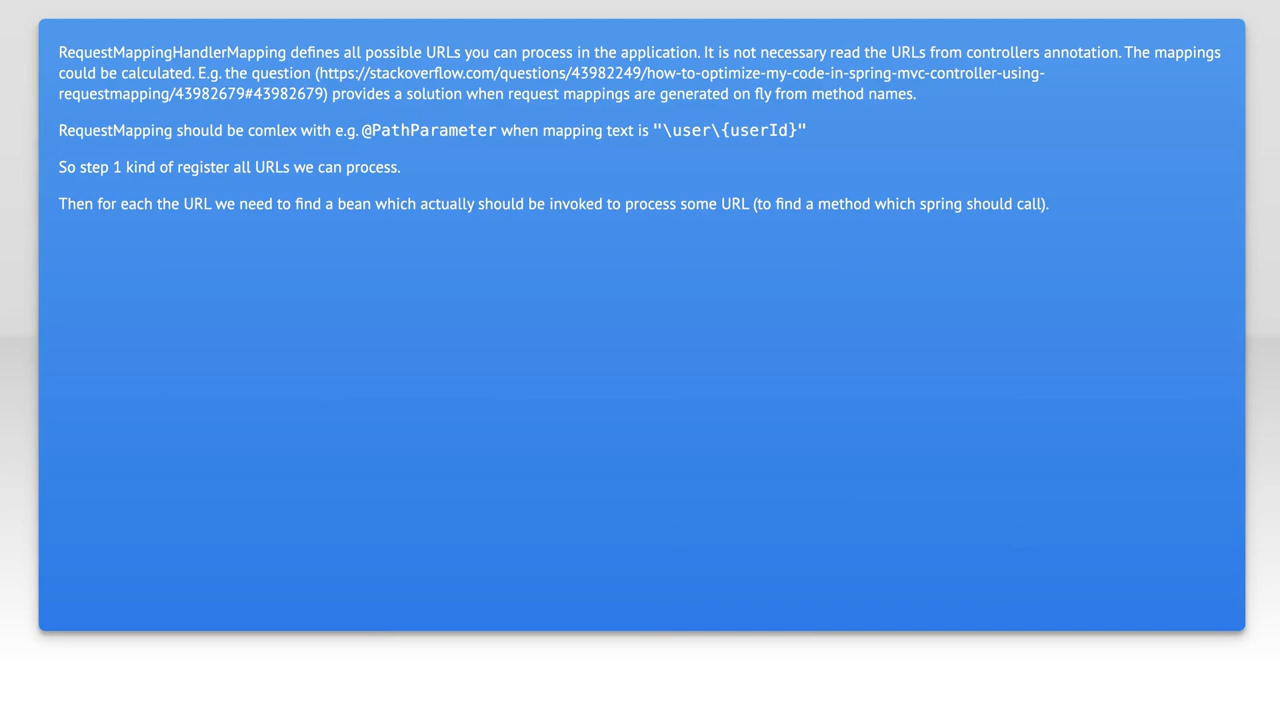 RequestMappingHandlerMapping defines all possible URLs you can process in the application. It is not necessary read the URLs from controllers annotation. The mappings
could be calculated. E.g. the question (https://stackoverflow.com/questions/43982249/how-to-optimize-my-code-in-spring-mvc-controller-using-
requestmapping/43982679#43982679) provides a solution when request mappings are generated on fly from method names.
RequestMapping should be comlex with e.g. @PathParameter when mapping text is "\user\{userId}"
So step 1 kind of register all URLs we can process.
Then for each the URL we need to find a bean which actually should be invoked to process some URL (to find a method which spring should call).